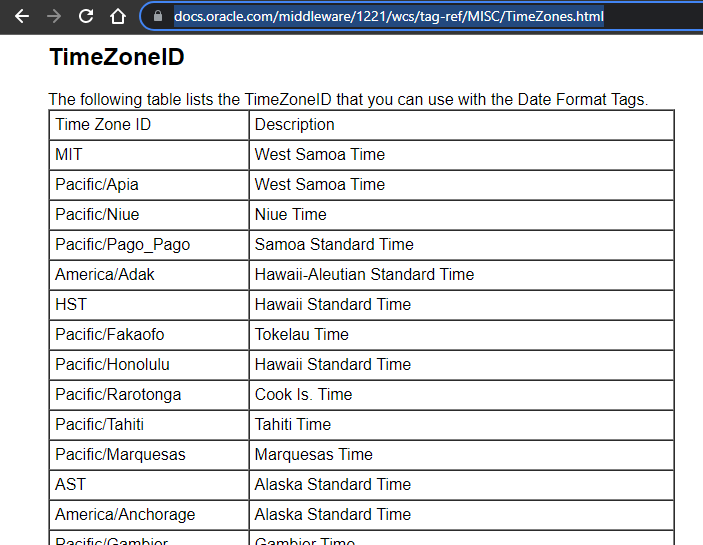 docs.oracle.com/middleware/1221/wcs/tag-ref/MISC/TimeZones.html
TimeZoneID
The following table lists the TimeZoneID that you can use with the Date Format Tags.
Time Zone ID Description
MIT West Samoa Time
Pacific/Apia West Samoa Time
Pacific/Niue Niue Time
Pacific/Pago_Pago Samoa Standard Time
America/Adak Hawaii-Aleutian Standard Time
HST Hawaii Standard Time
Pacific/Fakaofo Tokelau Time
Pacific/Honolulu Hawaii Standard Time
Pacific/Rarotonga Cook Is. Time
Pacific/Tahiti Tahiti Time
Pacific/Marquesas Marquesas Time
AST Alaska Standard Time
America/Anchorage Alaska Standard Time
Pacific/Gambier Gambier Time